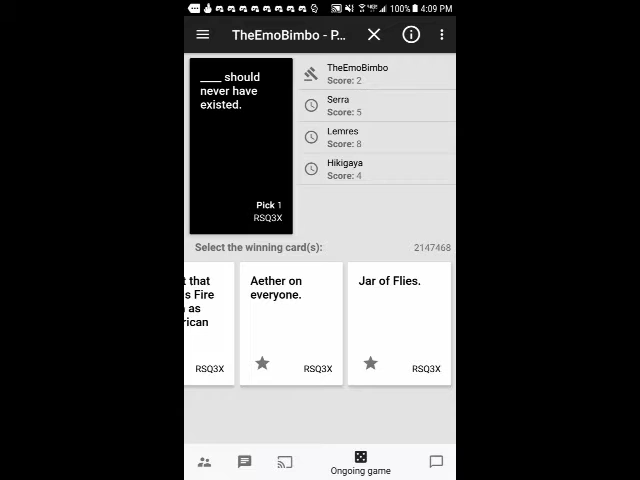 100% 4:09 PM
TheEmoBimbo - P...
____ should
never have
existed.
Pick 1
RSQ3X
TheEmoBimbo
Score: 2
Serra
Score: 5
Lemres
Score: 8
Hikigaya
Score: 4
Select the winning card(s):
2147468
t that
s Fire
as
rican
RSQ3X
Aether on
everyone.
RSQ3X
Jar of Flies.
RSQ3X
Ongoing game